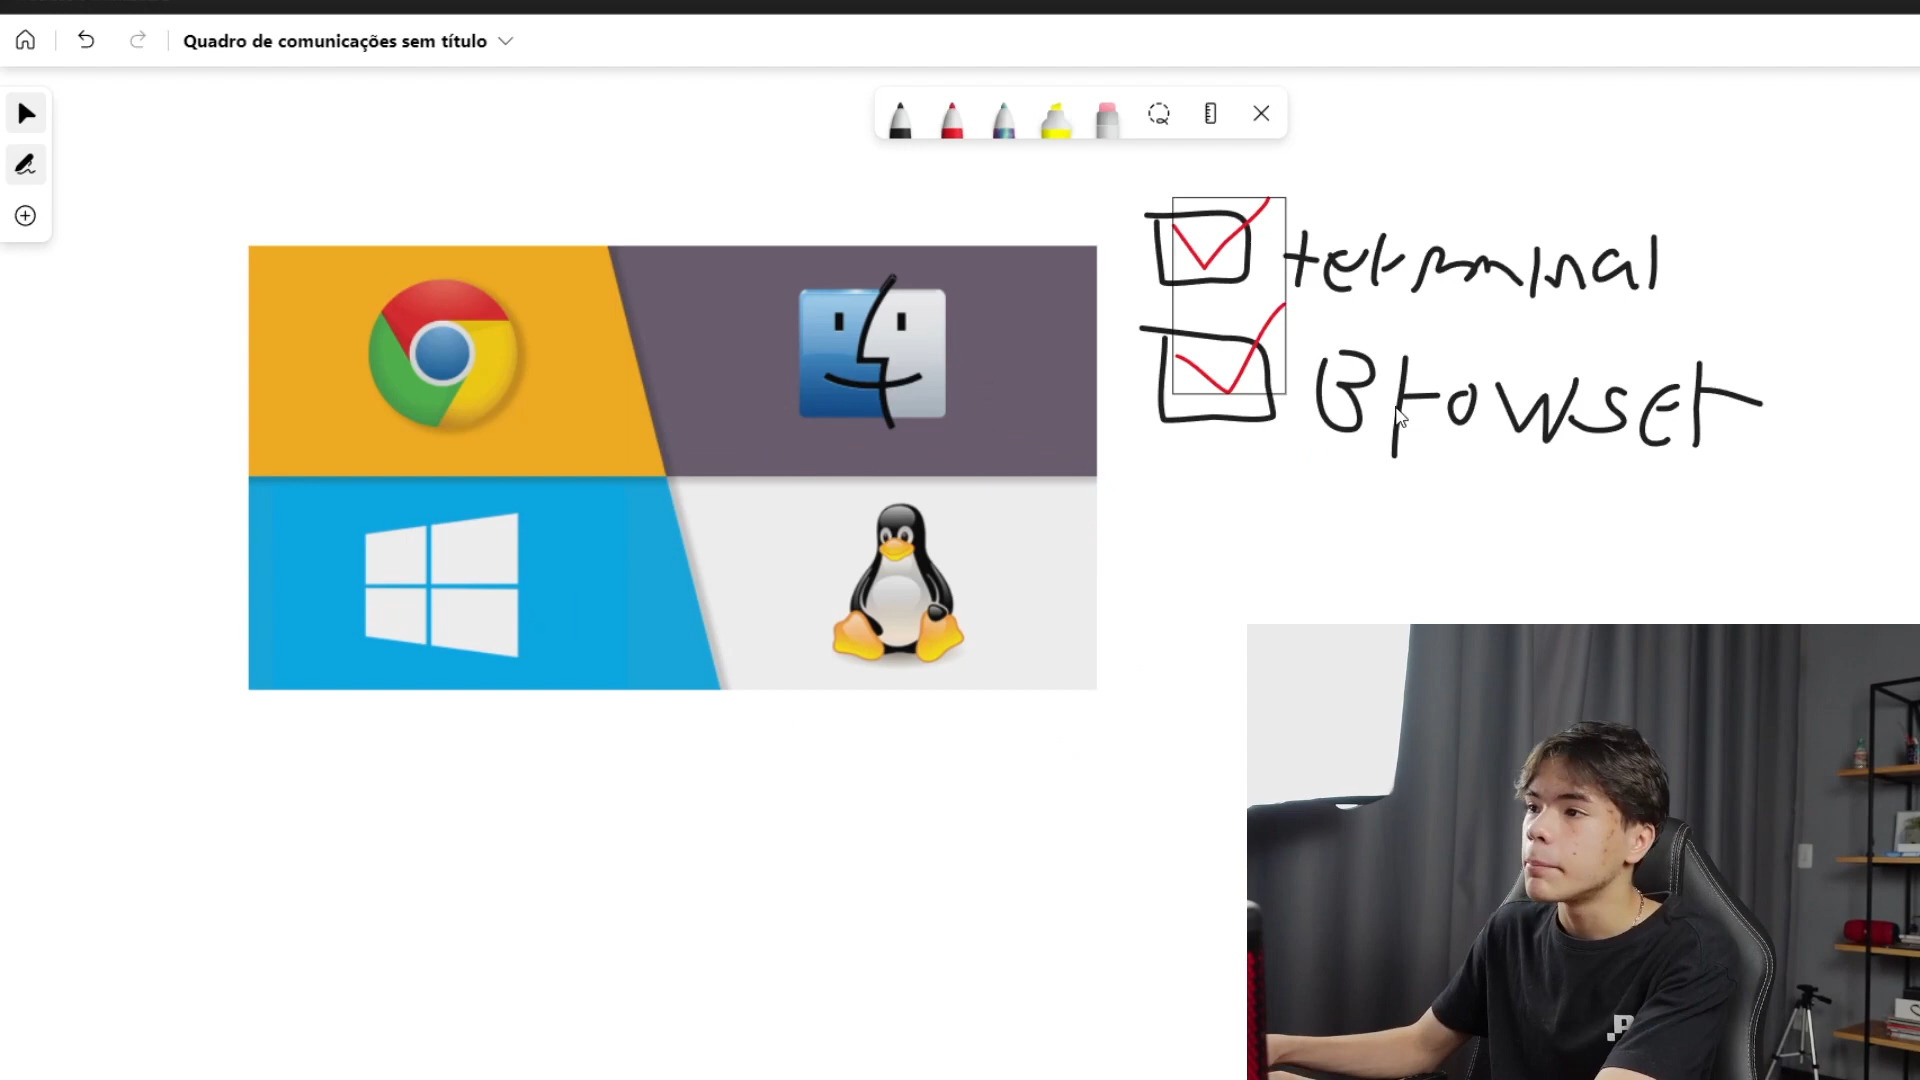 Quadro de comunicações sem título
terminal
Browser